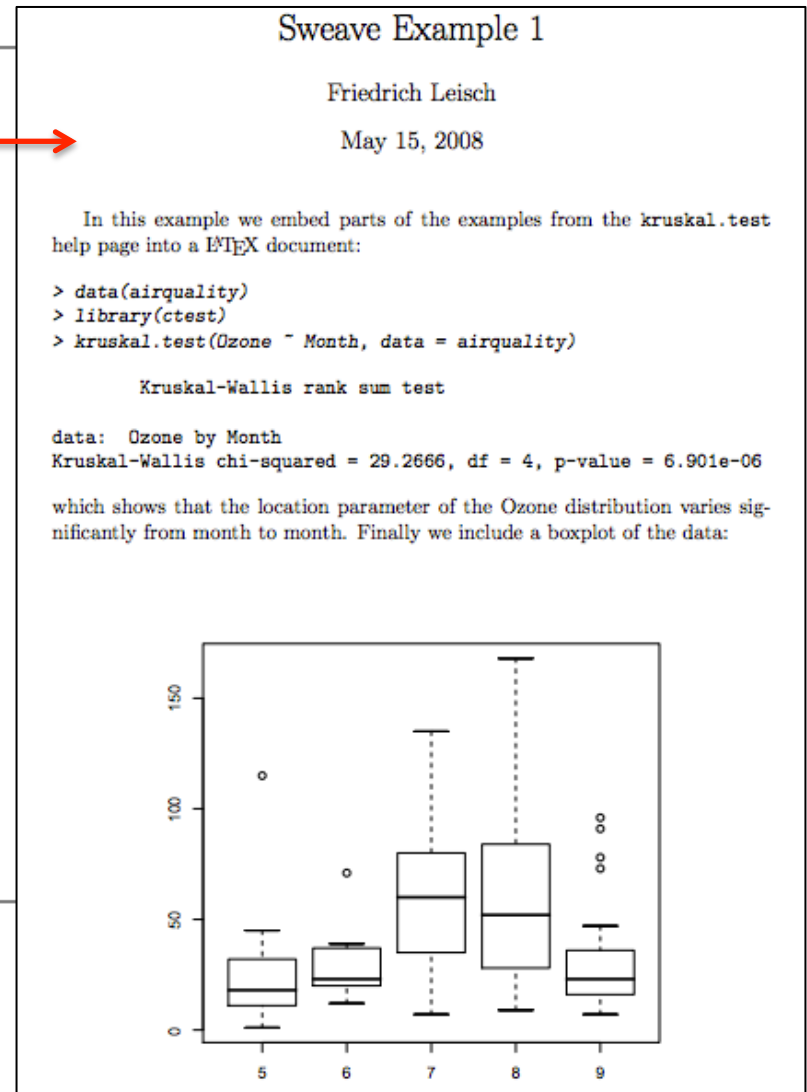 Sweave Example 1
Friedrich Leisch
May 15, 2008
In this example we embed parts of the examples from the kruskal.test
help page into a LATEX document:
> data(airquality)
> library(ctest)
> kruskal.test(Ozone ~ Month, data = airquality)
Kruskal-Wallis rank sum test
data: Ozone by Month
Kruskal-Wallis chi-squared = 29.2666, df = 4, p-value = 6.901e-06
which shows that the location parameter of the Ozone distribution varies sig-
nificantly from month to month. Finally we include a boxplot of the data:
150
100
50
0
5 6 7 8 9